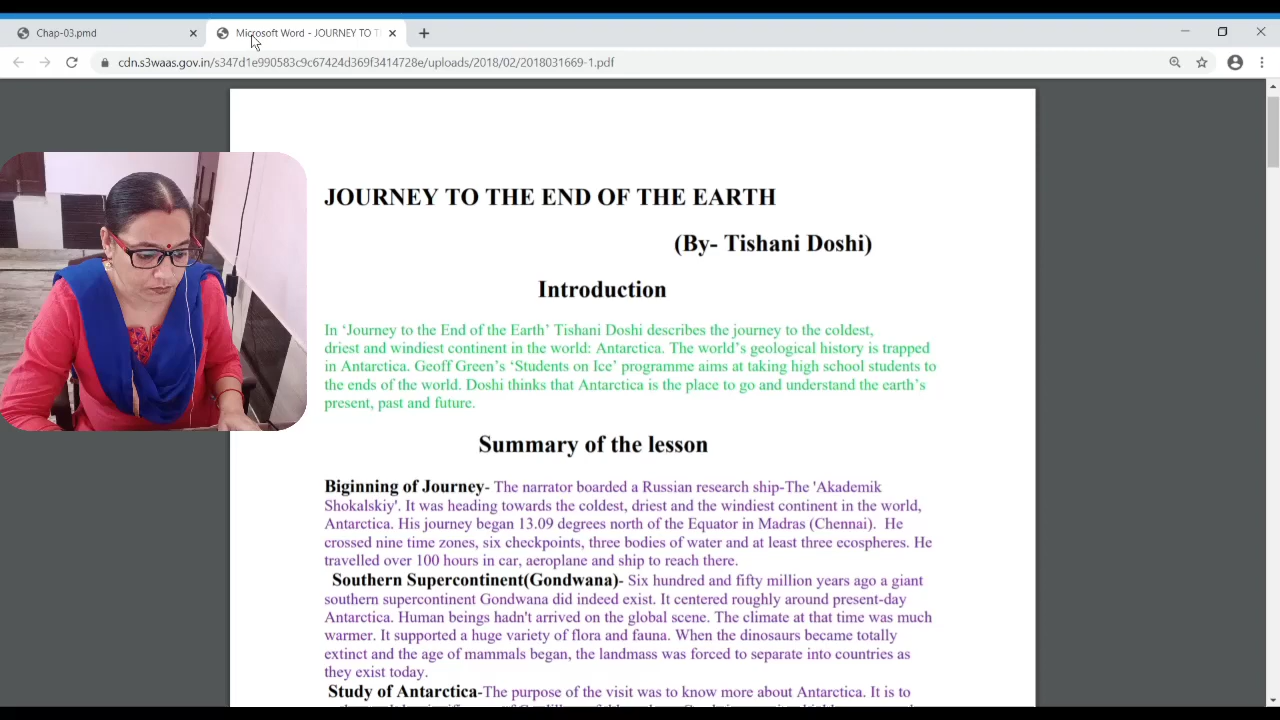 Chap-03.pmd
Microsoft Word - JOURNEY TO T
cdn.s3waas.gov.in/s347d1e990583c9c67424d369f3414728e/uploads/2018/02/2018031669-1.pdf
JOURNEY TO THE END OF THE EARTH
(By- Tishani Doshi)
Introduction
In ‘Journey to the End of the Earth’ Tishani Doshi describes the journey to the coldest,
driest and windiest continent in the world: Antarctica. The world’s geological history is trapped
in Antarctica. Geoff Green’s ‘Students on Ice’ programme aims at taking high school students to
the ends of the world. Doshi thinks that Antarctica is the place to go and understand the earth’s
present, past and future.
Summary of the lesson
Biginning of Journey- The narrator boarded a Russian research ship-The 'Akademik
Shokalskiy'. It was heading towards the coldest, driest and the windiest continent in the world,
Antarctica. His journey began 13.09 degrees north of the Equator in Madras (Chennai). He
crossed nine time zones, six checkpoints, three bodies of water and at least three ecospheres. He
travelled over 100 hours in car, aeroplane and ship to reach there.
Southern Supercontinent(Gondwana)- Six hundred and fifty million years ago a giant
southern supercontinent Gondwana did indeed exist. It centered roughly around present-day
Antarctica. Human beings hadn't arrived on the global scene. The climate at that time was much
warmer. It supported a huge variety of flora and fauna. When the dinosaurs became totally
extinct and the age of mammals began, the landmass was forced to separate into countries as
they exist today.
Study of Antarctica-The purpose of the visit was to know more about Antarctica. It is to